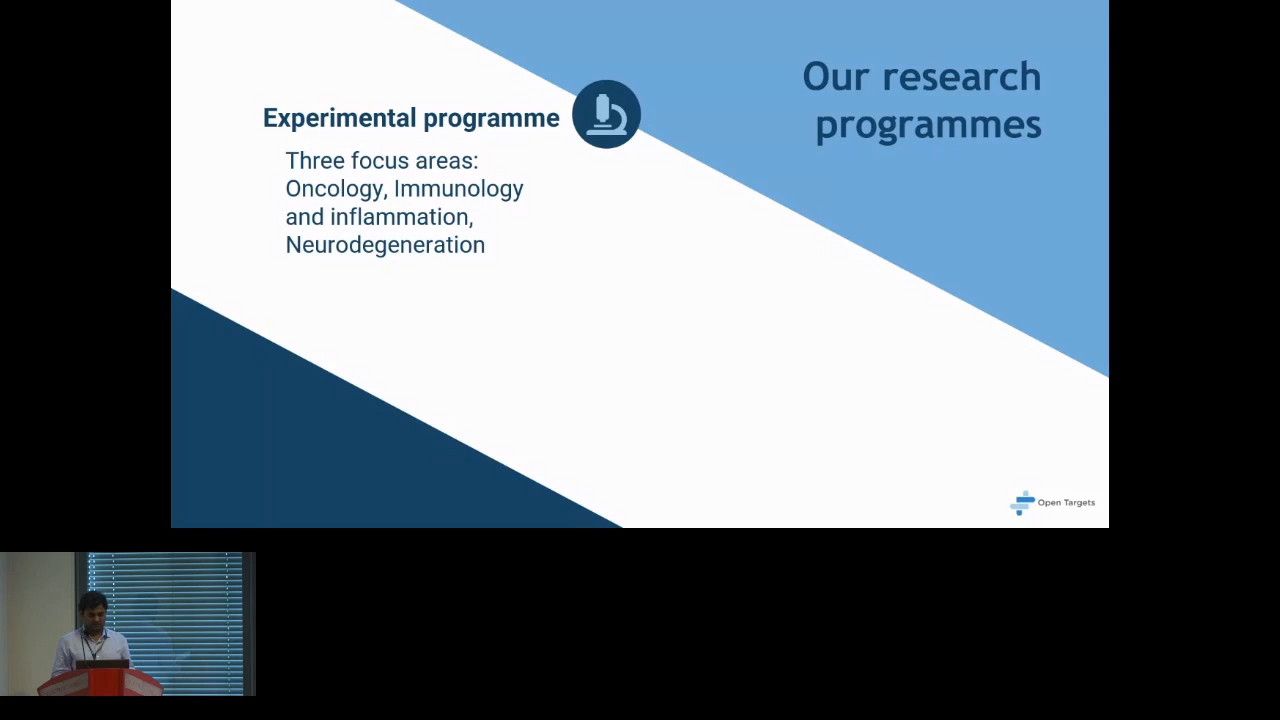 Our research
programmes
Experimental programme
Three focus areas:
Oncology, Immunology
and inflammation,
Neurodegeneration
Open Targets